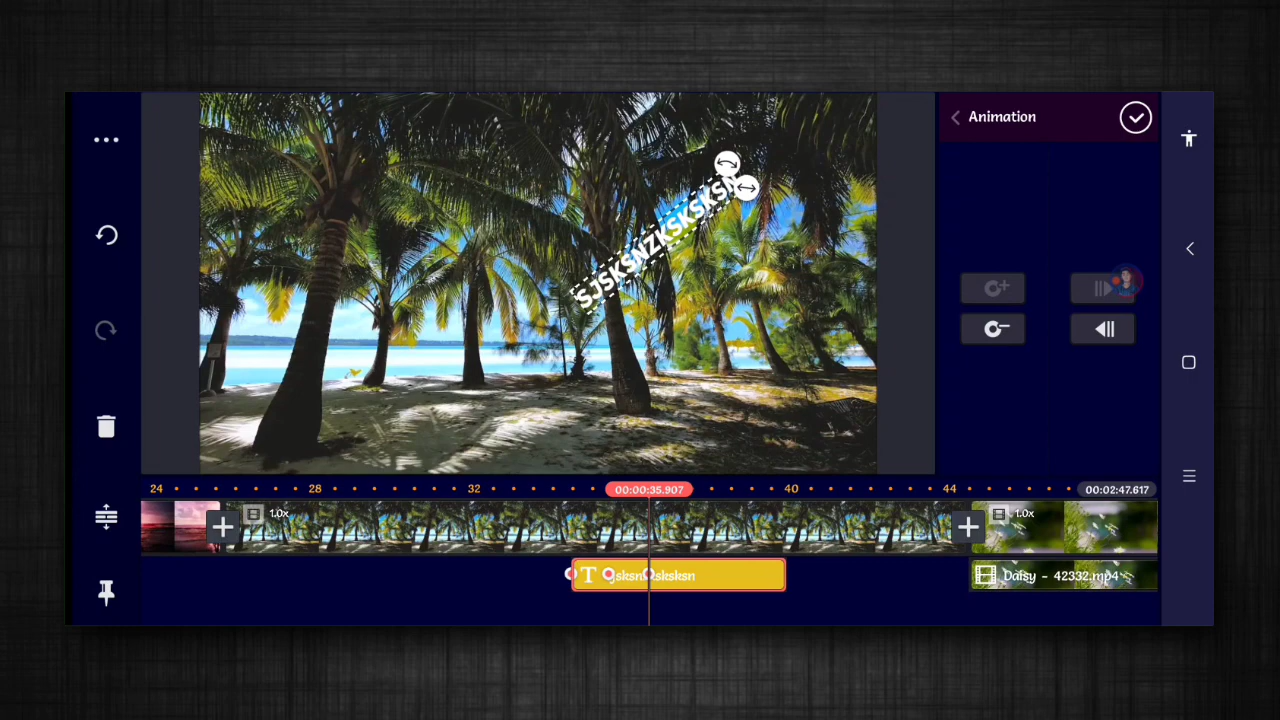 Animation
SJSKSNZKSKSKSN
24
28
32
00:00:35.907
40
44
00:02:47.617
1.0x
1.0x
Daisy - 42332.mp4